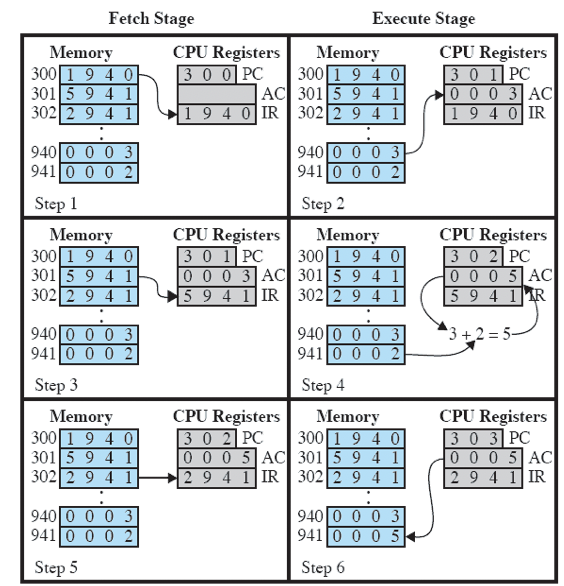 Fetch Stage
Execute Stage
Memory CPU Registers
300 1 9 4 0 3 0 0 PC
301 5 9 4 1 AC
302 2 9 4 1 1 9 4 0 IR
940 0 0 0 3
941 0 0 0 2
Step 1
Memory CPU Registers
300 1 9 4 0 3 0 1 PC
301 5 9 4 1 0 0 0 3 AC
302 2 9 4 1 1 9 4 0 IR
940 0 0 0 3
941 0 0 0 2
Step 2
Memory CPU Registers
300 1 9 4 0 3 0 1 PC
301 5 9 4 1 0 0 0 3 AC
302 2 9 4 1 5 9 4 1 IR
940 0 0 0 3
941 0 0 0 2
Step 3
Memory CPU Registers
300 1 9 4 0 3 0 2 PC
301 5 9 4 1 0 0 0 5 AC
302 2 9 4 1 5 9 4 1 IR
940 0 0 0 3 3 + 2 = 5
941 0 0 0 2
Step 4
Memory CPU Registers
300 1 9 4 0 3 0 2 PC
301 5 9 4 1 0 0 0 5 AC
302 2 9 4 1 2 9 4 1 IR
940 0 0 0 3
941 0 0 0 2
Step 5
Memory CPU Registers
300 1 9 4 0 3 0 3 PC
301 5 9 4 1 0 0 0 5 AC
302 2 9 4 1 2 9 4 1 IR
940 0 0 0 3
941 0 0 0 5
Step 6